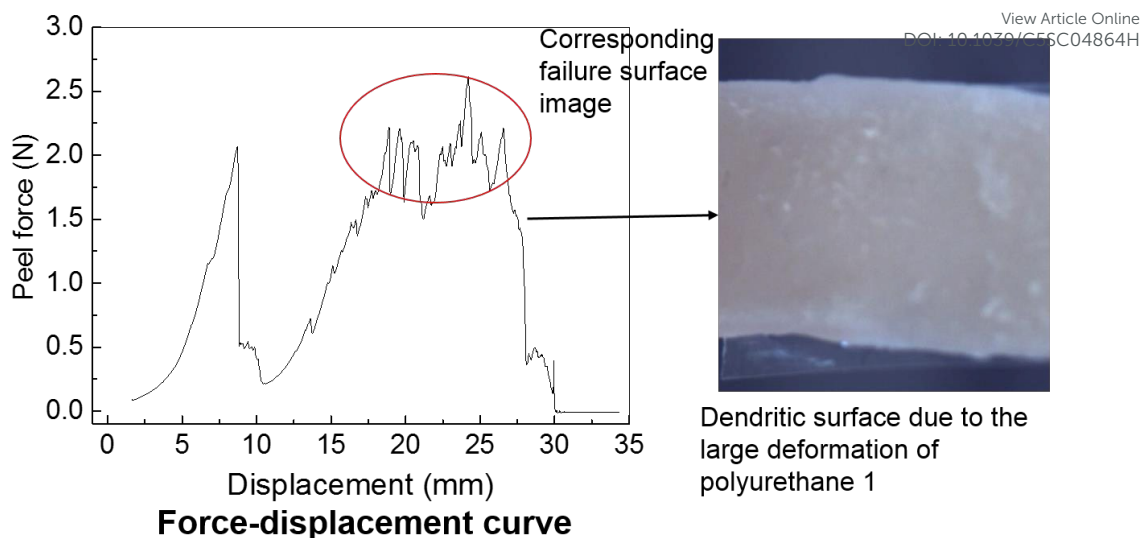 View Article Online
DOI: 10.1039/C5SC04864H
3.0
2.5
2.0
1.5
1.0
0.5
0.0
Peel force (N)
0 5 10 15 20 25 30 35
Displacement (mm)
Force-displacement curve
Corresponding
failure surface
image
Dendritic surface due to the
large deformation of
polyurethane 1